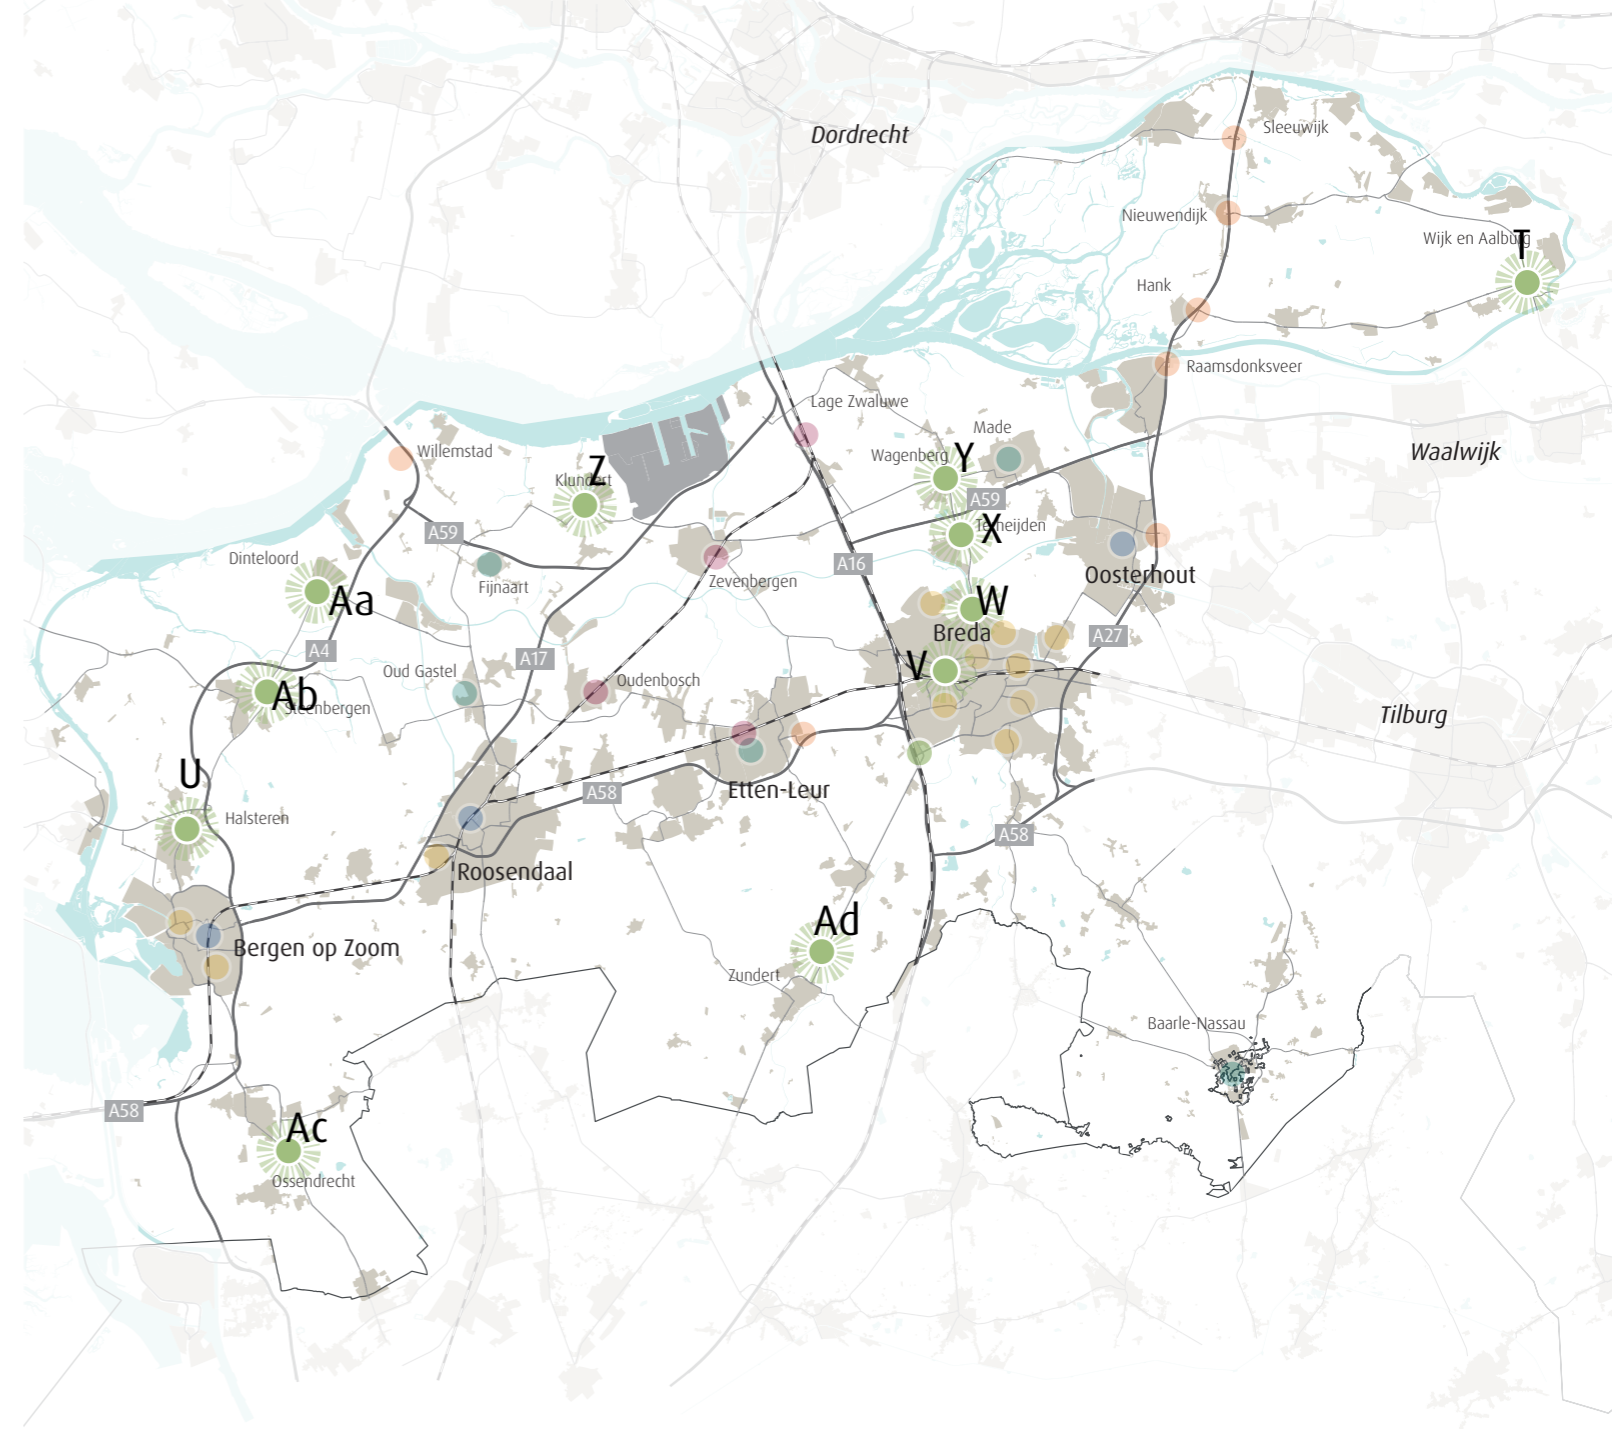 Dordrecht
Sleeuwijk
Nieuwendijk
Wijk en Aalburg
T
Hank
Raamsdonksveer
Lage Zwaluwe
Made
Willemstad
Wagenberg
Y
Waalwijk
Z
Klundert
A59
A59
X
Terheijden
Dinteloord
A16
Fijnaart
Zevenbergen
Oosterhout
Aa
W
Breda
A27
A4
A17
V
Oud Gastel
Oudenbosch
Ab
Steenbergen
Tilburg
U
Etten-Leur
A58
Halsteren
A58
Roosendaal
Ad
Bergen op Zoom
Zundert
Baarle-Nassau
A58
Ac
Ossendrecht